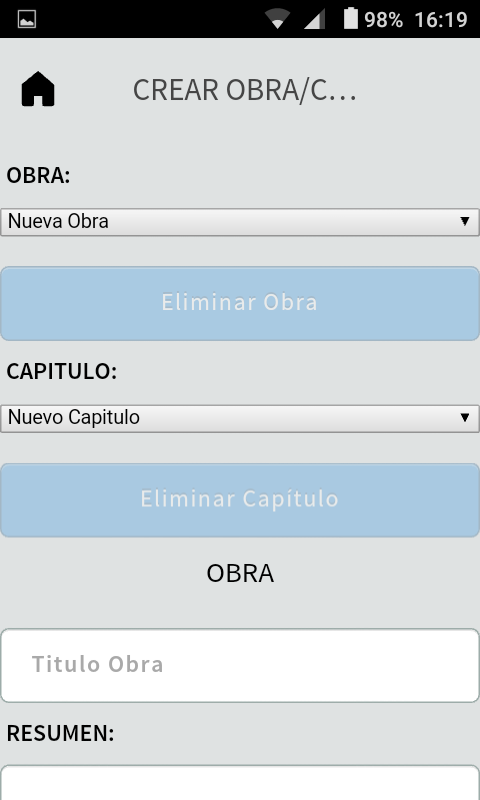 98% 16:19
CREAR OBRA/C...
OBRA:
Nueva Obra
Eliminar Obra
CAPITULO:
Nuevo Capitulo
Eliminar Capítulo
OBRA
Titulo Obra
RESUMEN: